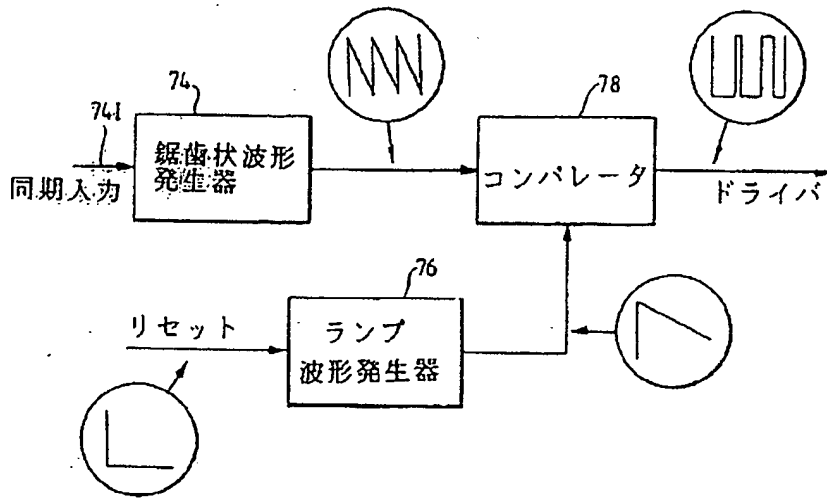 74
78
74I
鋸歯状波形
発生器
コンパレータ
同期入力
ドライバ
76
リセット
ランプ
波形発生器